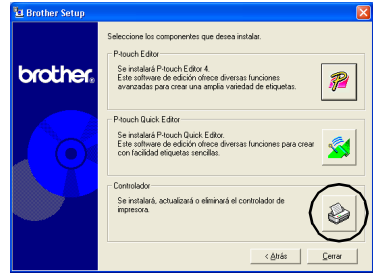 Brother Setup
Seleccione los componentes que desea instalar.
P-touch Editor
Se instalará P-touch Editor 4.
Este software de edición ofrece diversas funciones
avanzadas para crear una amplia variedad de etiquetas.
brother.
P-touch Quick Editor
Se instalará P-touch Quick Editor.
Este software de edición ofrece diversas funciones para crear
con facilidad etiquetas sencillas.
Controlador
Se instalará, actualizará o eliminará el controlador de
impresora.
< Atrás
Cerrar